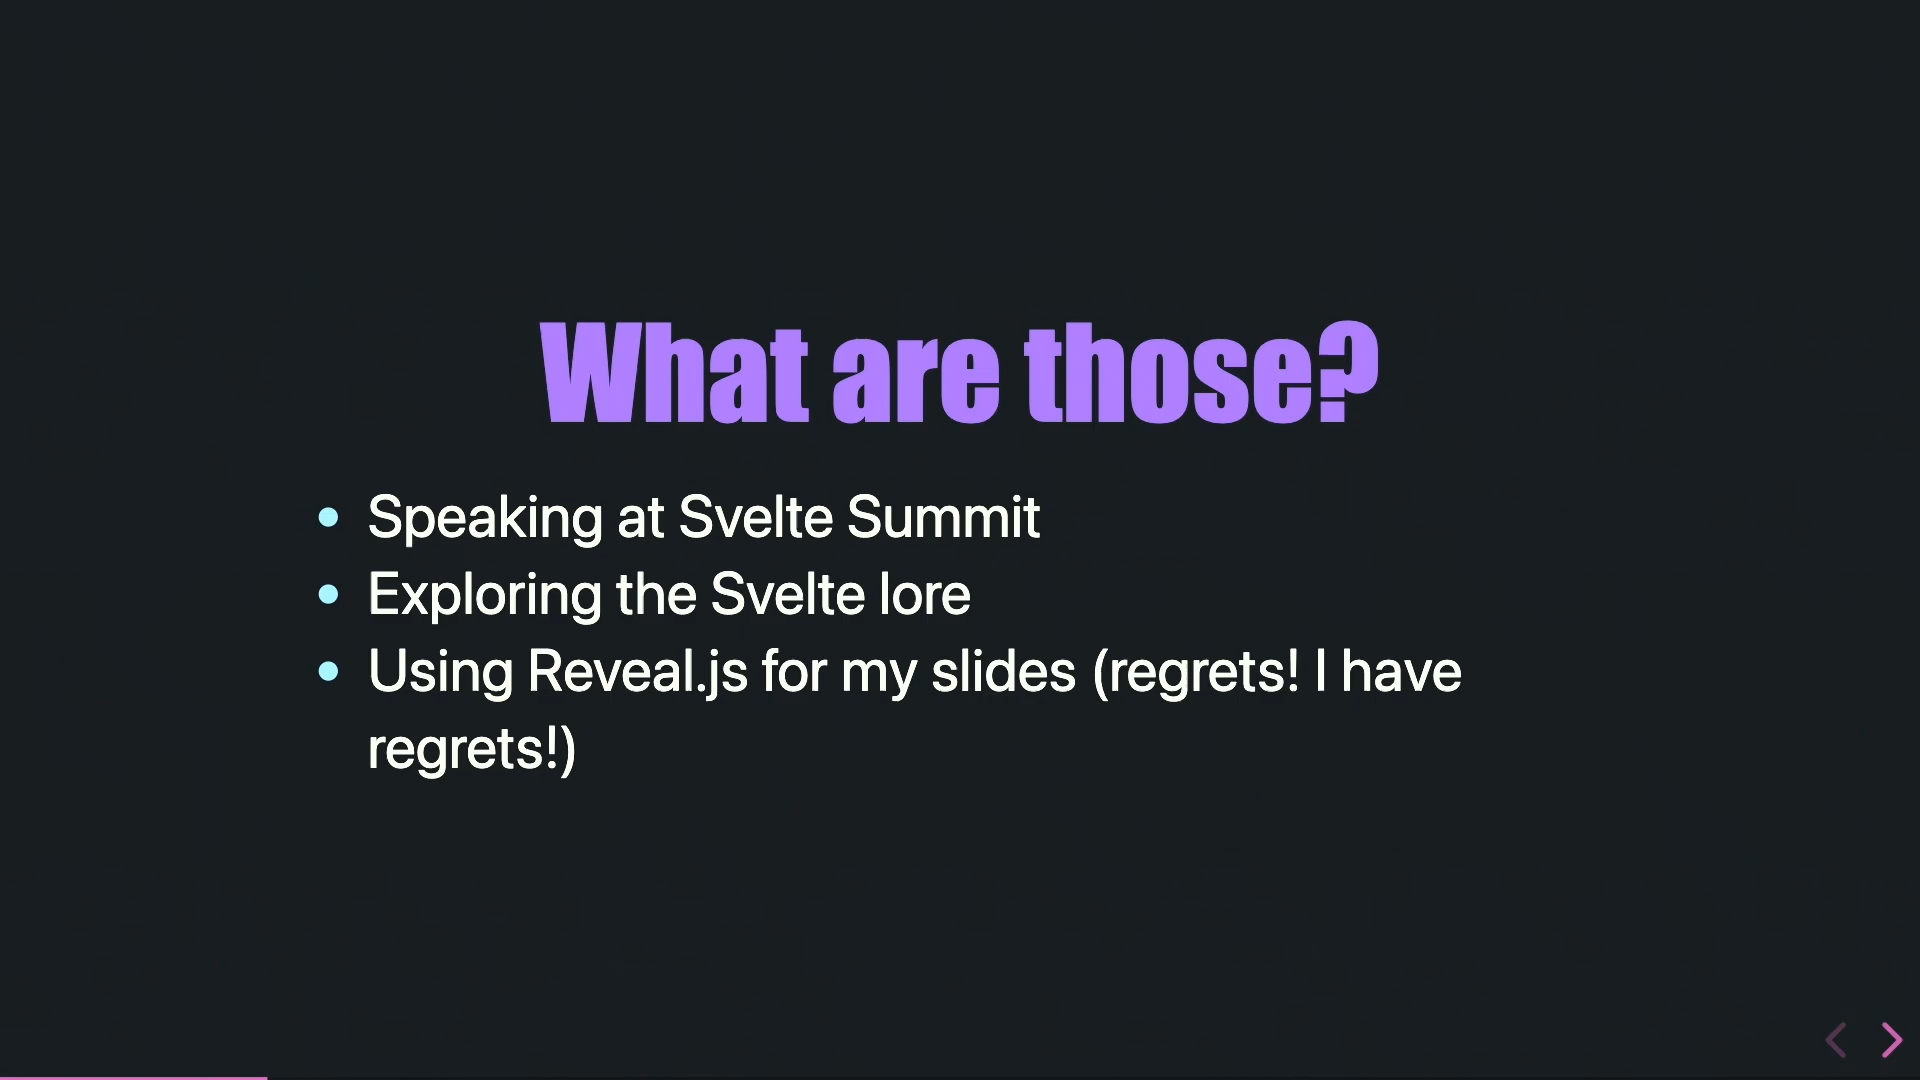 What are those?
Speaking at Svelte Summit
Exploring the Svelte lore
Using Reveal.js for my slides (regrets! I have
regrets!)